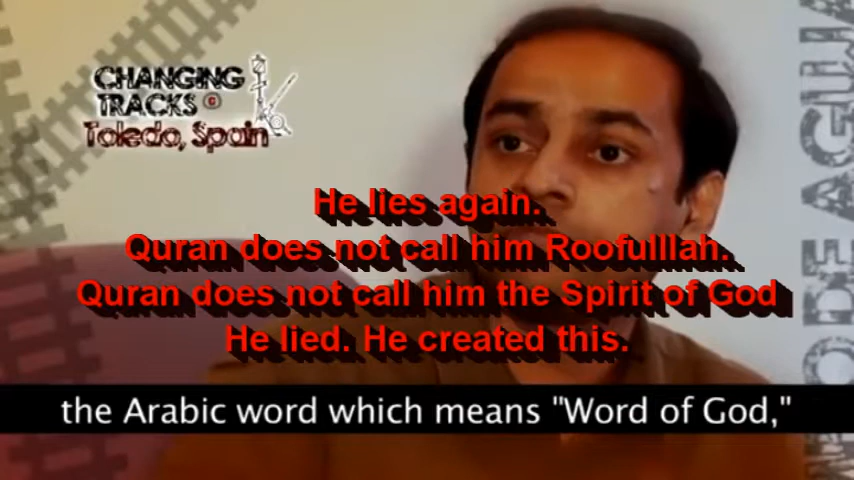 CHANGING
TRACKS
Toledo, Spain
He lies again.
Quran does not call him Roofulllah.
Quran does not call him the Spirit of God
He lied. He created this.
the Arabic word which means "Word of God,"